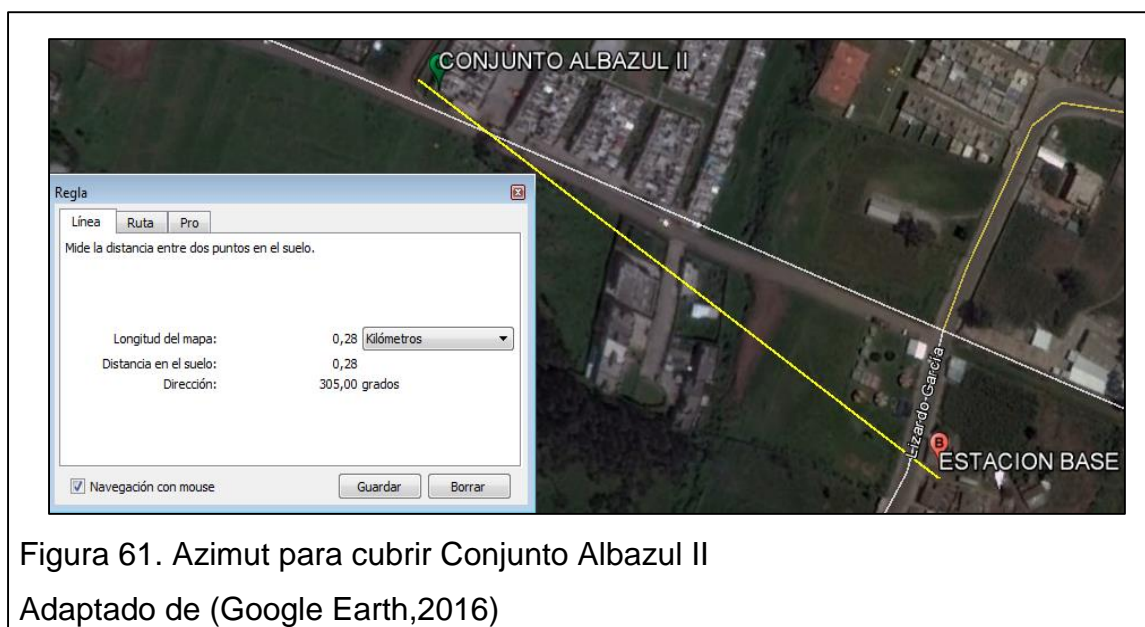 CONJUNTO ALBAZUL II
Regla
Línea Ruta Pro
Mide la distancia entre dos puntos en el suelo.
Longitud del mapa: 0,28 Kilómetros
Distancia en el suelo: 0,28
Dirección: 305,00 grados
Navegación con mouse Guardar Borrar
Lizardo-García
B
ESTACION BASE
Figura 61. Azimut para cubrir Conjunto Albazul II
Adaptado de (Google Earth,2016)